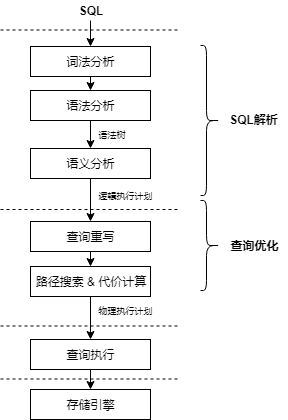 SQL
词法分析
语法分析
语法树
SQL解析
语义分析
逻辑执行计划
查询重写
查询优化
路径搜索 & 代价计算
物理执行计划
查询执行
存储引擎